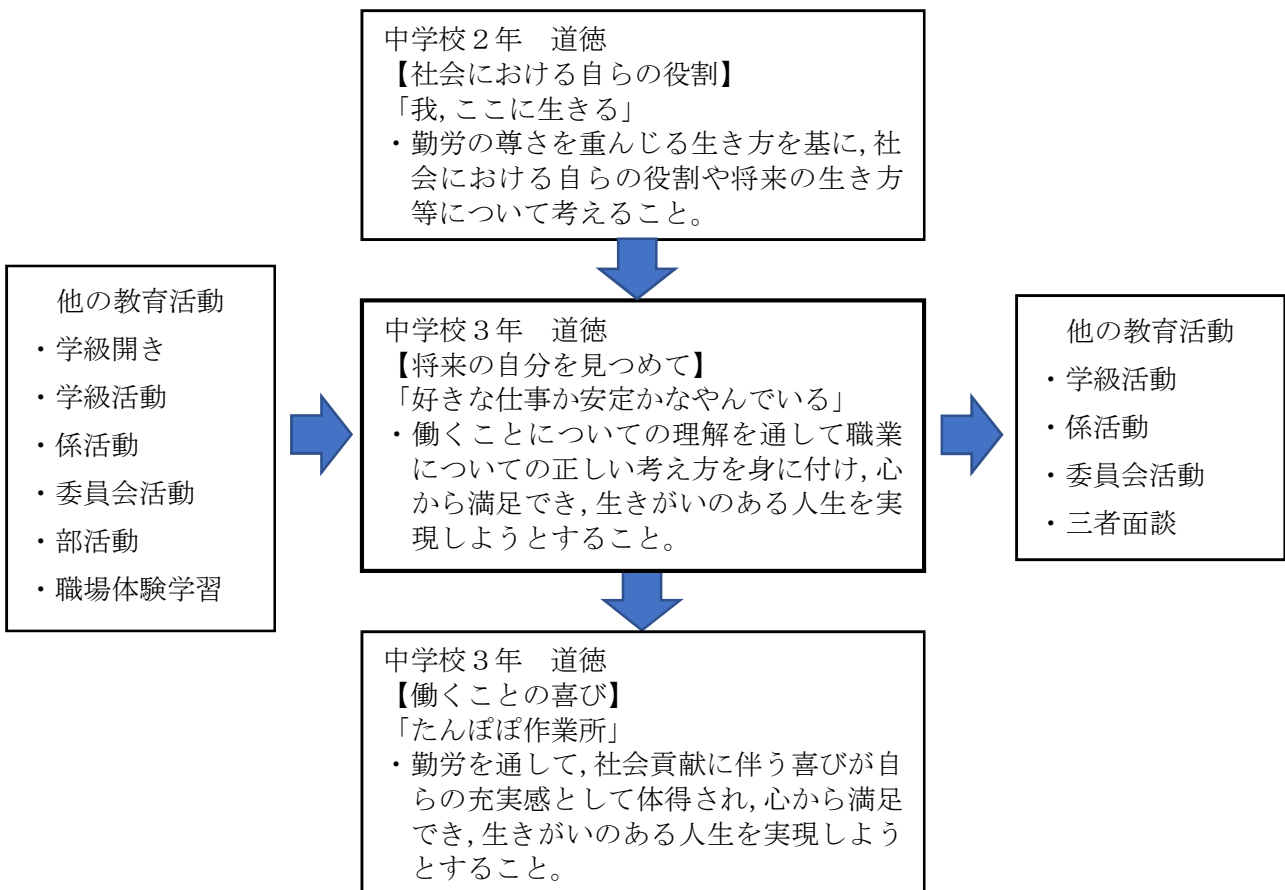 中学校２年　道徳
【社会における自らの役割】
「我,ここに生きる」
・勤労の尊さを重んじる生き方を基に,社
会における自らの役割や将来の生き方
等について考えること。
他の教育活動
・学級開き
・学級活動
・係活動
・委員会活動
・部活動
・職場体験学習
中学校３年　道徳
【将来の自分を見つめて】
「好きな仕事か安定かなやんでいる」
・働くことについての理解を通して職業
についての正しい考え方を身に付け,心
から満足でき,生きがいのある人生を実
現しようとすること。
他の教育活動
・学級活動
・係活動
・委員会活動
・三者面談
中学校３年　道徳
【働くことの喜び】
「たんぽぽ作業所」
・勤労を通して,社会貢献に伴う喜びが自
らの充実感として体得され,心から満足
でき,生きがいのある人生を実現しよう
とすること。